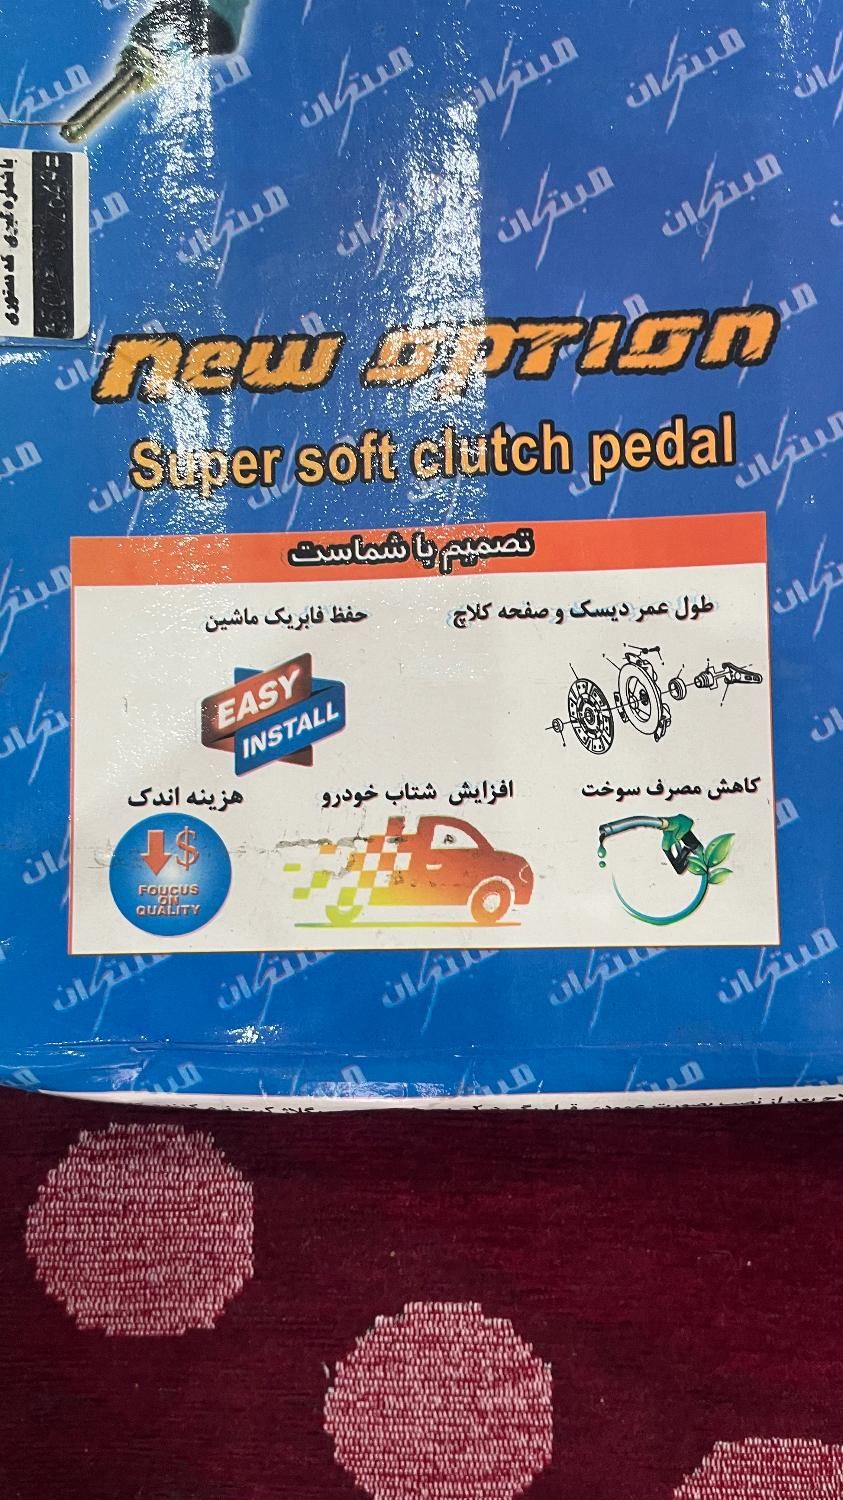 مبتکران
new option
Super soft clutch pedal
تصمیم با شماست
طول عمر دیسک و صفحه کلاچ
حفظ فابریک ماشین
EASY
INSTALL
کاهش مصرف سوخت
افزایش شتاب خودرو
هزینه اندک
$
FOUCUS
ON
QUALITY